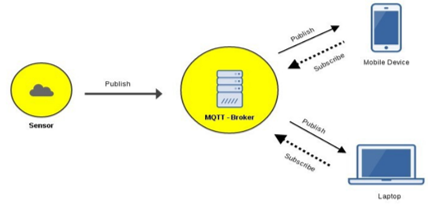 Publish
Sensor
MQTT - Broker
Publish
Subscribe
Mobile Device
Publish
Subscribe
Laptop